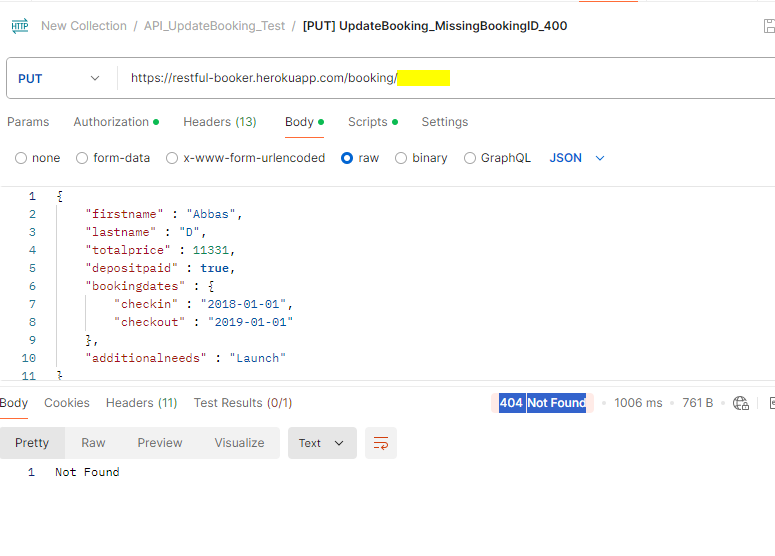 HTTP New Collection / API_UpdateBooking_Test / [PUT] UpdateBooking_MissingBookingID_400
PUT https://restful-booker.herokuapp.com/booking/
Params Authorization Headers (13) Body Scripts Settings
none form-data x-www-form-urlencoded raw binary GraphQL JSON
1 {
2 "firstname" : "Abbas",
3 "lastname" : "D",
4 "totalprice" : 11331,
5 "depositpaid" : true,
6 "bookingdates" : {
7 "checkin" : "2018-01-01",
8 "checkout" : "2019-01-01"
9 },
10 "additionalneeds" : "Launch"
11 }
Body Cookies Headers (11) Test Results (0/1) 404 Not Found 1006 ms 761 B
Pretty Raw Preview Visualize Text
1 Not Found